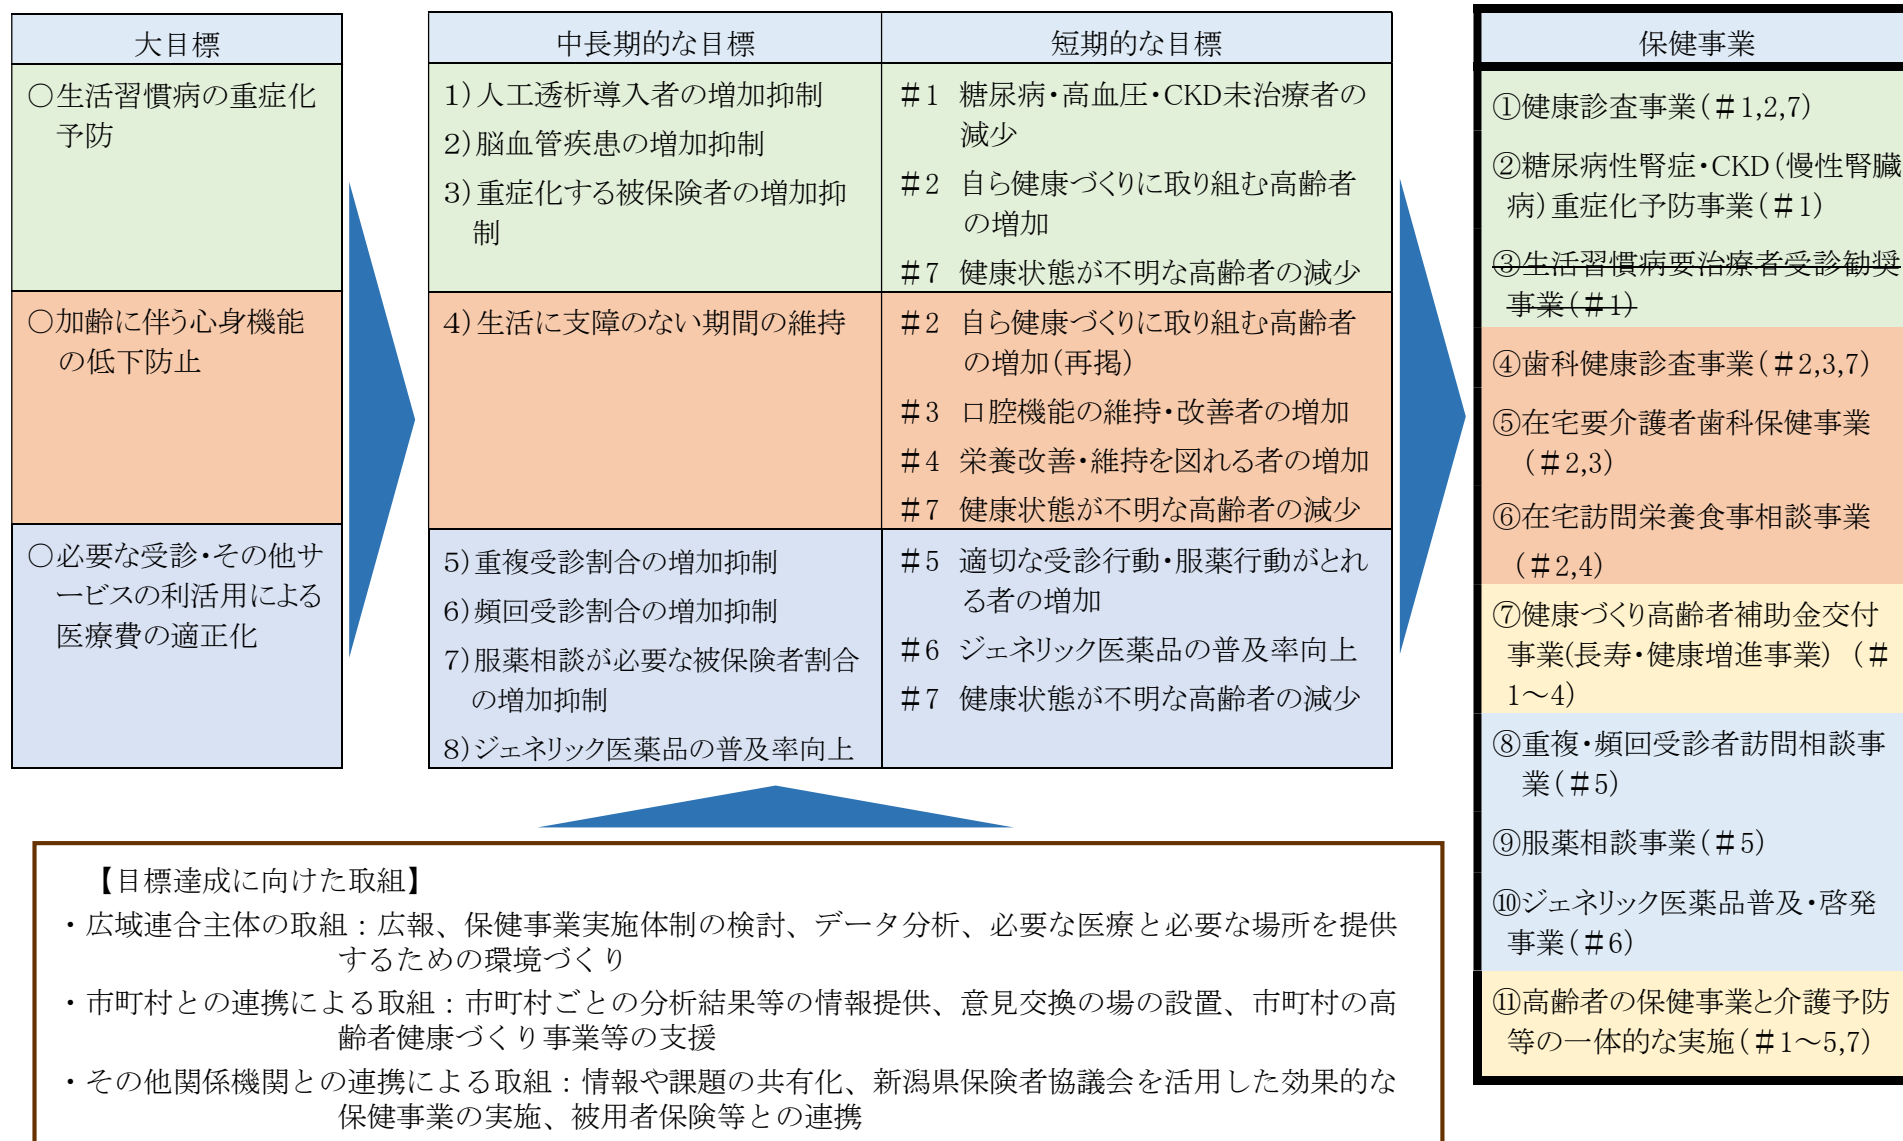 大目標
○生活習慣病の重症化
予防
○加齢に伴う心身機能
の低下防止
○必要な受診・その他サ
ービスの利活用による
医療費の適正化
中長期的な目標
1)人工透析導入者の増加抑制
2)脳血管疾患の増加抑制
3)重症化する被保険者の増加抑
制
4)生活に支障のない期間の維持
5)重複受診割合の増加抑制
6)頻回受診割合の増加抑制
7)服薬相談が必要な被保険者割合
の増加抑制
8)ジェネリック医薬品の普及率向上
短期的な目標
#1 糖尿病・高血圧・CKD未治療者の
減少
#2 自ら健康づくりに取り組む高齢者
の増加
#7 健康状態が不明な高齢者の減少
#2 自ら健康づくりに取り組む高齢者
の増加(再掲)
#3 口腔機能の維持・改善者の増加
#4 栄養改善・維持を図れる者の増加
#7 健康状態が不明な高齢者の減少
#5 適切な受診行動・服薬行動がとれ
る者の増加
#6 ジェネリック医薬品の普及率向上
#7 健康状態が不明な高齢者の減少
保健事業
①健康診査事業(#1,2,7)
②糖尿病性腎症・CKD(慢性腎臓
病)重症化予防事業(#1)
③生活習慣病要治療者受診勧奨
事業(#1)
④歯科健康診査事業(#2,3,7)
⑤在宅要介護者歯科保健事業
(#2,3)
⑥在宅訪問栄養食事相談事業
(#2,4)
⑦健康づくり高齢者補助金交付
事業(長寿・健康増進事業) (#
1～4)
⑧重複・頻回受診者訪問相談事
業(#5)
⑨服薬相談事業(#5)
⑩ジェネリック医薬品普及・啓発
事業(#6)
⑪高齢者の保健事業と介護予防
等の一体的な実施(#1～5,7)
【目標達成に向けた取組】
・広域連合主体の取組：広報、保健事業実施体制の検討、データ分析、必要な医療と必要な場所を提供
するための環境づくり
・市町村との連携による取組：市町村ごとの分析結果等の情報提供、意見交換の場の設置、市町村の高
齢者健康づくり事業等の支援
・その他関係機関との連携による取組：情報や課題の共有化、新潟県保険者協議会を活用した効果的な
保健事業の実施、被用者保険等との連携